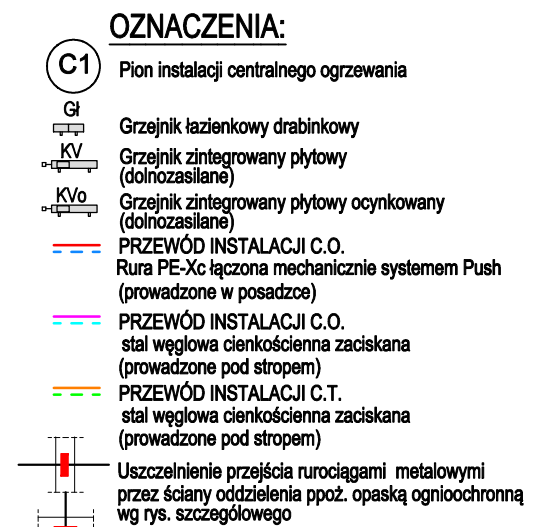 OZNACZENIA:
C1
Pion instalacji centralnego ogrzewania
Gł
Grzejnik łazienkowy drabinkowy
KV
Grzejnik zintegrowany płytowy
(dolnozasilane)
KVo
Grzejnik zintegrowany płytowy ocynkowany
(dolnozasilane)
PRZEWÓD INSTALACJI C.O.
Rura PE-Xc łączona mechanicznie systemem Push
(prowadzone w posadzce)
PRZEWÓD INSTALACJI C.O.
stal węglowa cienkościenna zaciskana
(prowadzone pod stropem)
PRZEWÓD INSTALACJI C.T.
stal węglowa cienkościenna zaciskana
(prowadzone pod stropem)
Uszczelnienie przejścia rurociągami metalowymi
przez ściany oddzielenia ppoż. opaską ognioochronną
wg rys. szczegółowego